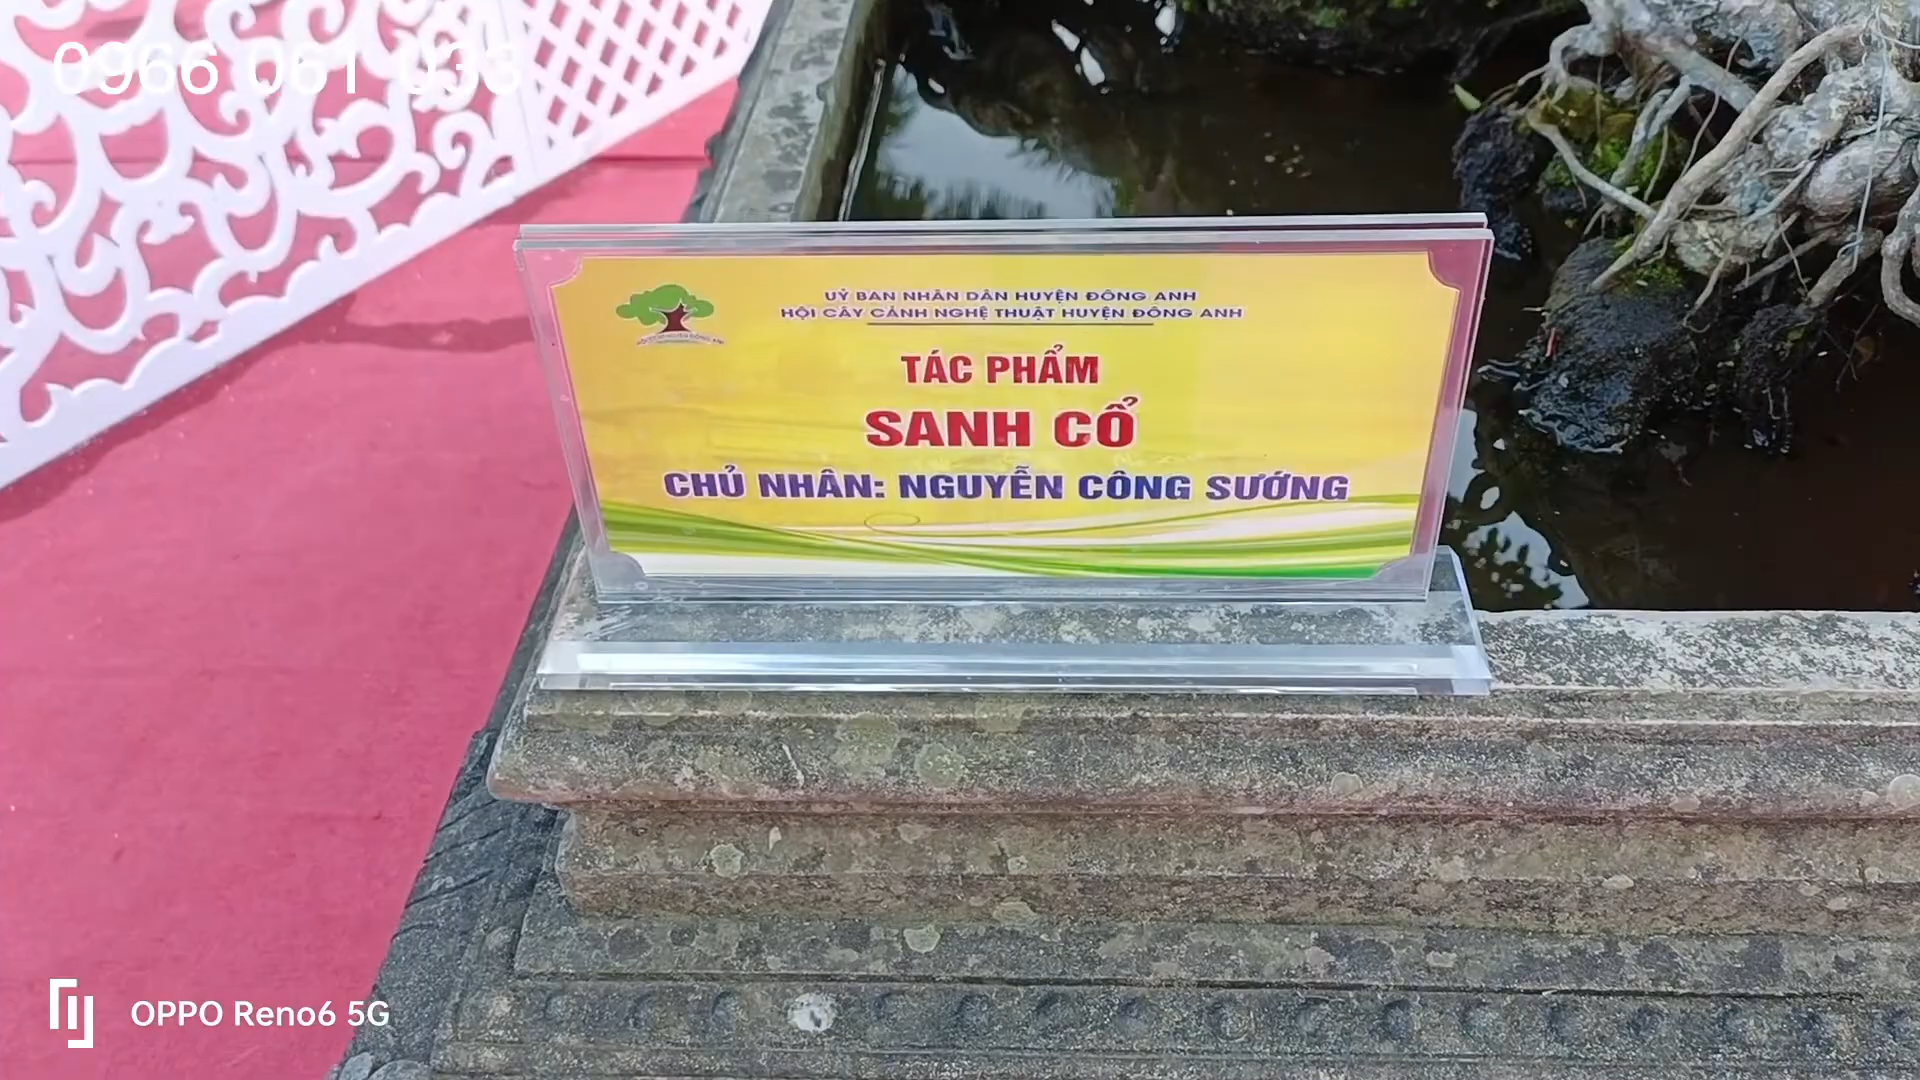 0966 061 033
UỶ BAN NHÂN DÂN HUYỆN ĐÔNG ANH
HỘI CÂY CẢNH NGHỆ THUẬT HUYỆN ĐÔNG ANH
TÁC PHẨM
SANH CỔ
CHỦ NHÂN: NGUYỄN CÔNG SƯỚNG
OPPO Reno6 5G